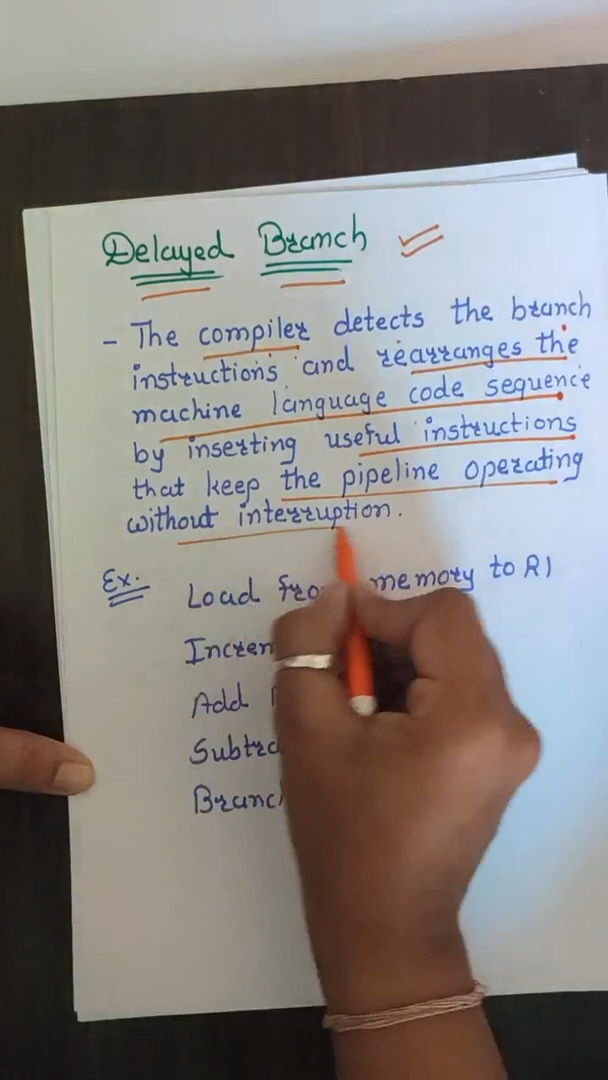 Delayed Branch
- The compiler detects the branch
instructions and rearranges the
machine language code sequence
by inserting useful instructions
that keep the pipeline operating
without interruption.
Ex. Load memory to R1
Add